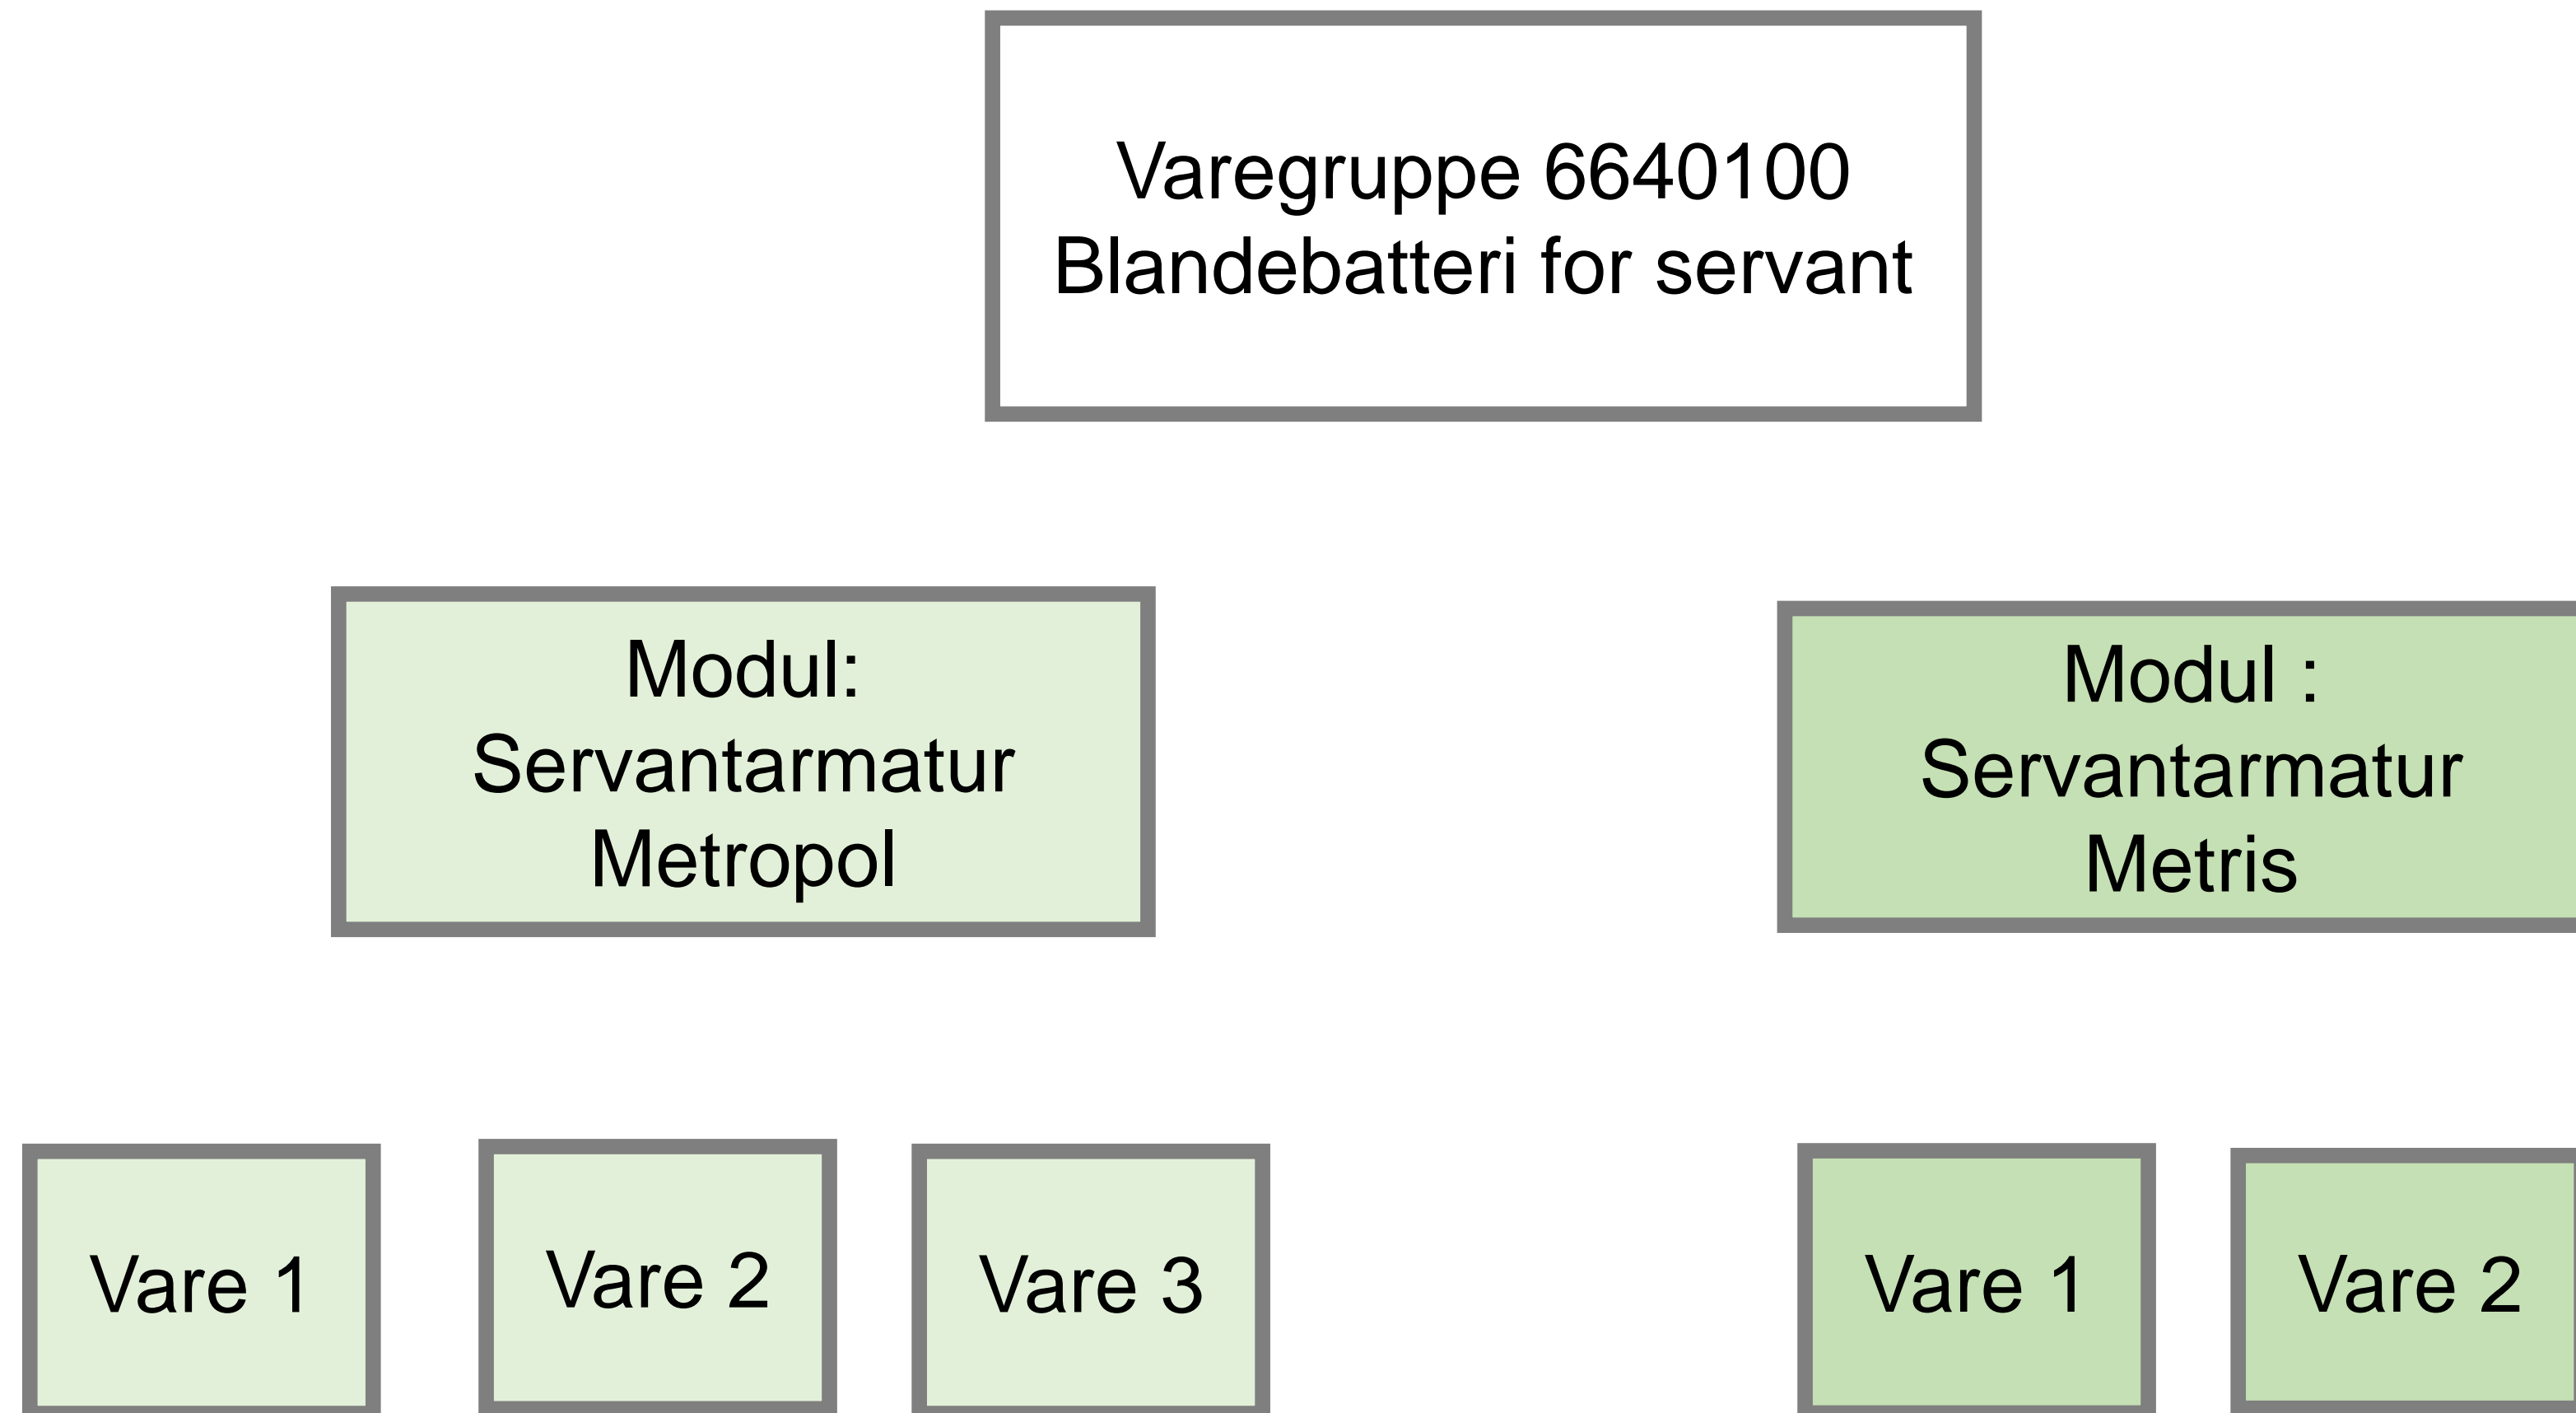 Varegruppe 6640100
Blandebatteri for servant
Modul:
Servantarmatur
Metropol
Modul :
Servantarmatur
Metris
Vare 1
Vare 2
Vare 3
Vare 1
Vare 2